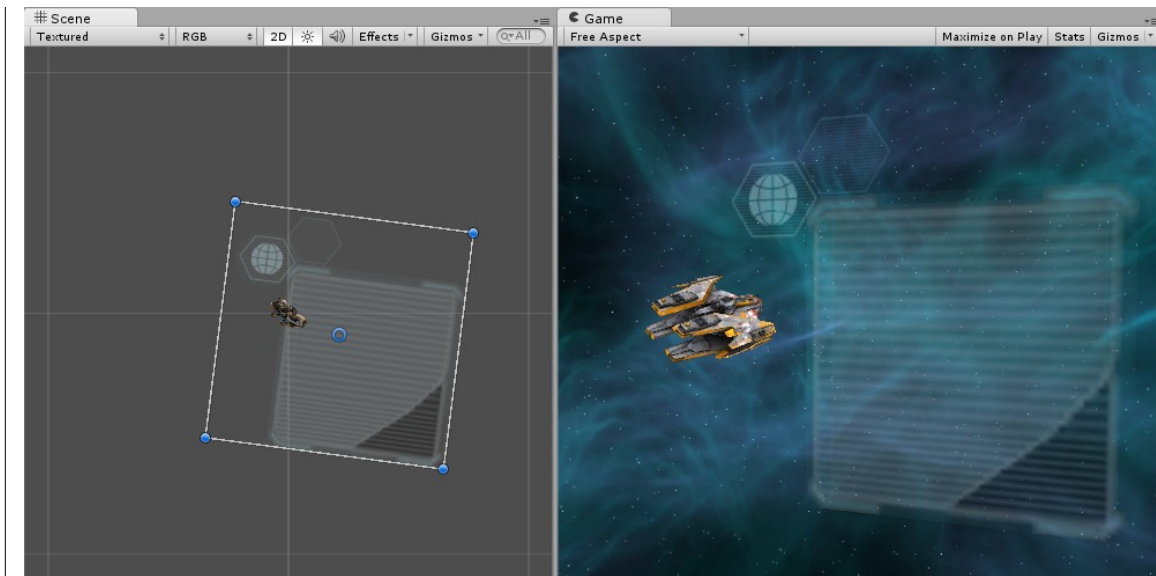 Scene
Textured RGB 2D Effects Gizmos All
Game
Free Aspect Maximize on Play Stats Gizmos